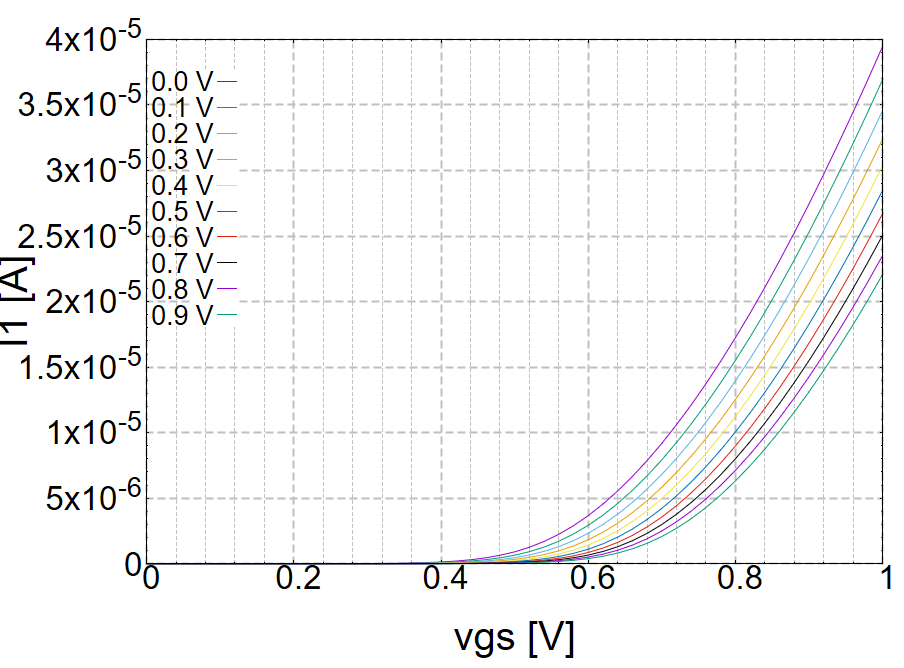 4x10-5
3.5x10-5
3x10-5
2.5x10-5
2x10-5
1.5x10-5
1x10-5
5x10-6
0
0.0 V
0.1 V
0.2 V
0.3 V
0.4 V
0.5 V
0.6 V
0.7 V
0.8 V
0.9 V
I1 [A]
0 0.2 0.4 0.6 0.8 1
vgs [V]